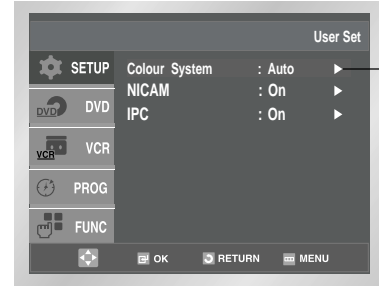 User Set
SETUP
Colour System : Auto ►
NICAM : On ►
DVD DVD
IPC : On ►
VCR VCR
PROG
FUNC
OK RETURN MENU